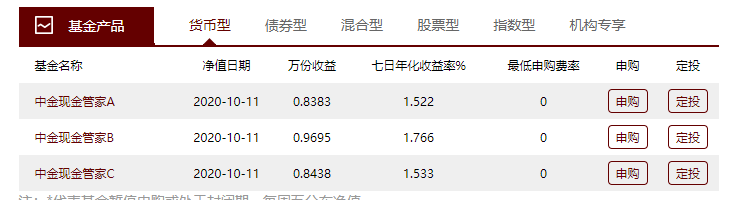 基金产品 货币型 债券型 混合型 股票型 指数型 机构专享
基金名称 净值日期 万份收益 七日年化收益率% 最低申购费率 申购 定投
中金现金管家A 2020-10-11 0.8383 1.522 0 申购 定投
中金现金管家B 2020-10-11 0.9695 1.766 0 申购 定投
中金现金管家C 2020-10-11 0.8438 1.533 0 申购 定投
注：*代表基金暂停申购或处于封闭期，每周五公布净值